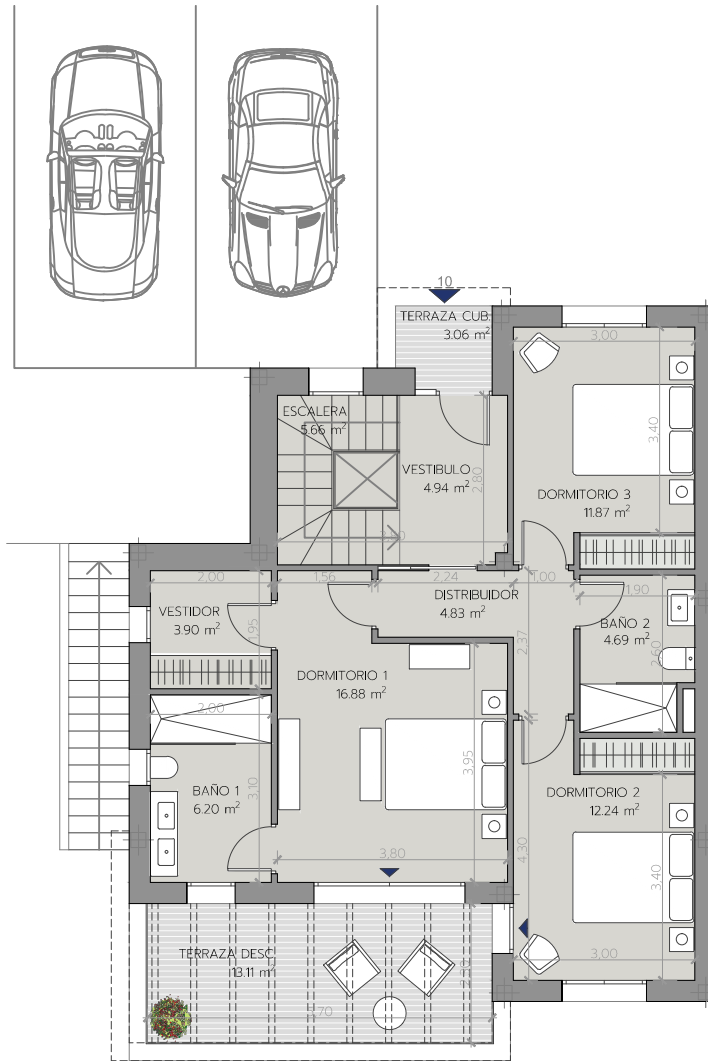 10
TERRAZA CUB.
3.06 m²
3,00
ESCALERA
5.66 m²
3,40
VESTIBULO
4.94 m²
2,80
DORMITORIO 3
11.87 m²
2,00
1,56
2,24
1,00
1,90
VESTIDOR
3.90 m²
1,95
DISTRIBUIDOR
4.83 m²
BAÑO 2
4.69 m²
2,37
2,60
DORMITORIO 1
16.88 m²
2,00
3,95
BAÑO 1
6.20 m²
3,10
DORMITORIO 2
12.24 m²
3,80
4,30
3,40
TERRAZA DESC.
13.11 m²
3,00